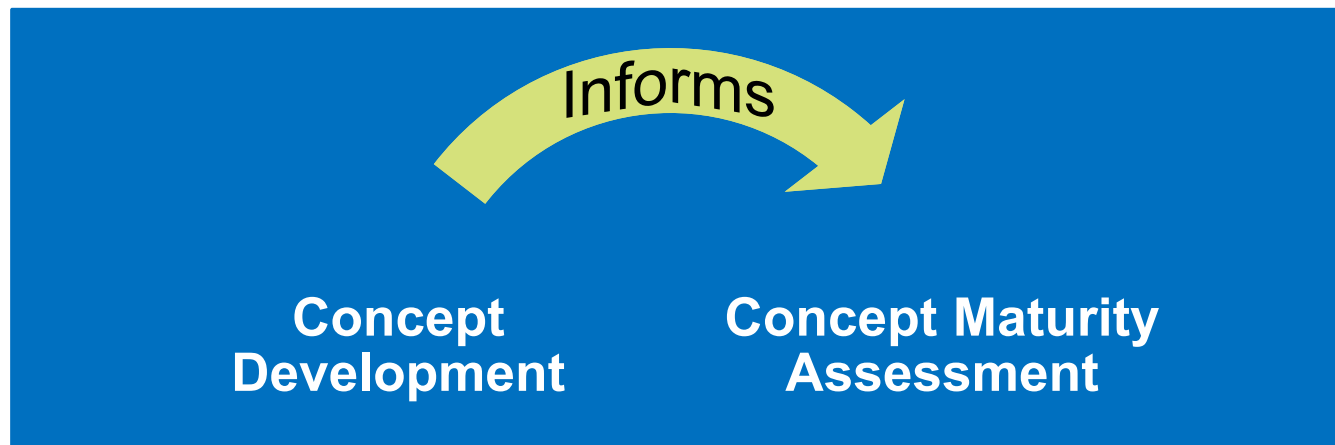 Informs
Concept
Development
Concept Maturity
Assessment